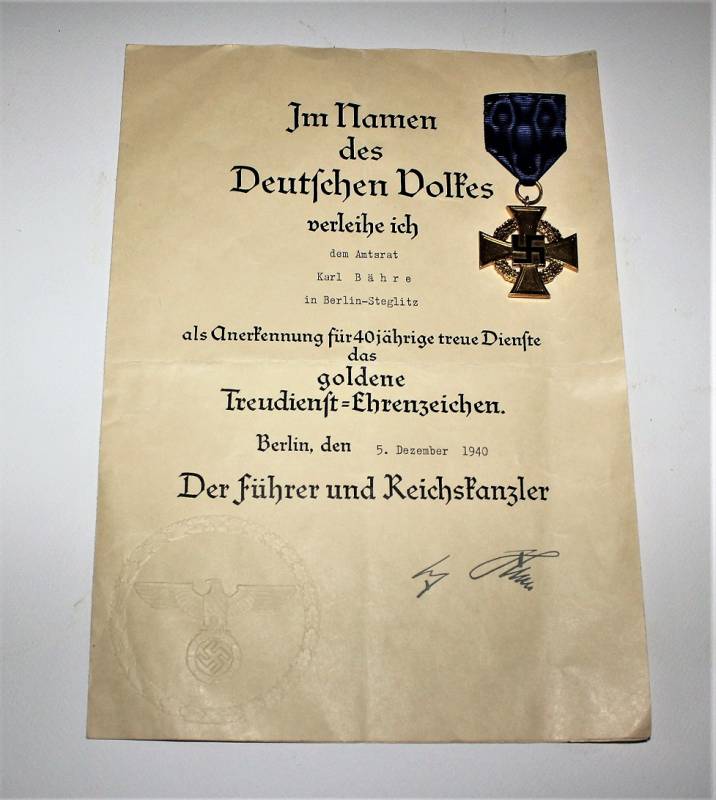 Im Namen
des
Deutschen Volkes
verleihe ich
dem Amtsrat
Karl B ä h r e
in Berlin-Steglitz
als Anerkennung für 40jährige treue Dienste
das
goldene
Treudienst=Ehrenzeichen.
Berlin, den 5. Dezember 1940
Der Führer und Reichskanzler